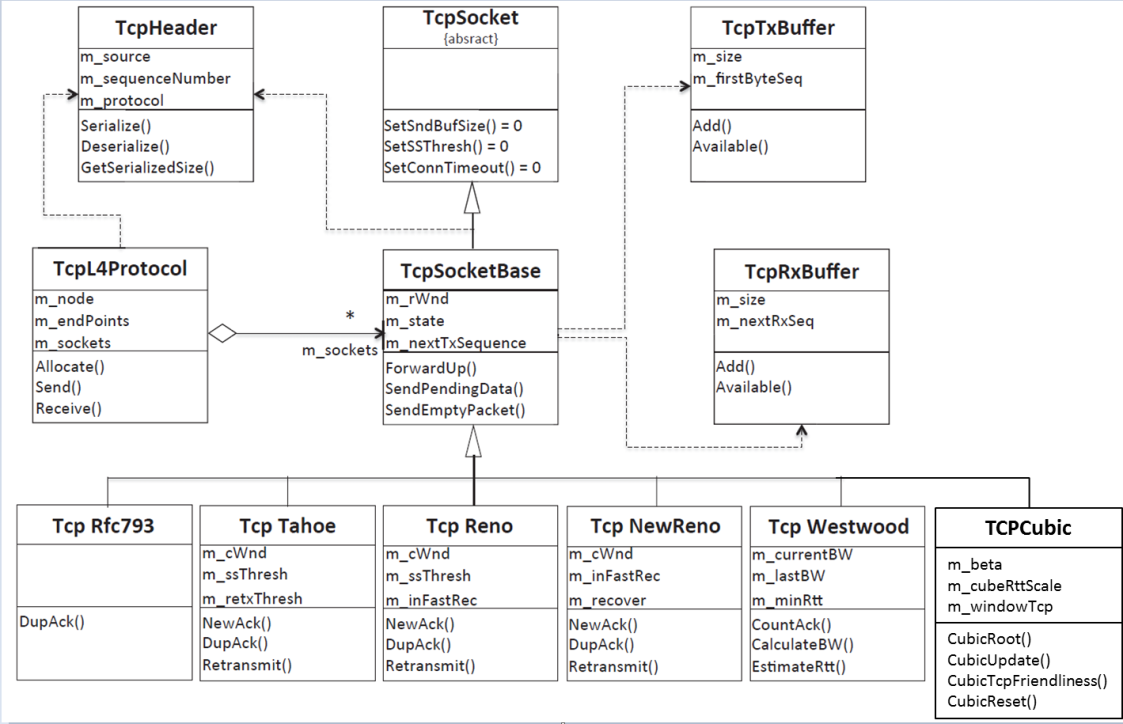 TcpHeader
m_source
m_sequenceNumber
m_protocol
Serialize()
Deserialize()
GetSerializedSize()
TcpSocket
{absract}
SetSndBufSize() = 0
SetSSThresh() = 0
SetConnTimeout() = 0
TcpTxBuffer
m_size
m_firstByteSeq
Add()
Available()
TcpL4Protocol
m_node
m_endPoints
m_sockets
Allocate()
Send()
Receive()
*
m_sockets
TcpSocketBase
m_rWnd
m_state
m_nextTxSequence
ForwardUp()
SendPendingData()
SendEmptyPacket()
TcpRxBuffer
m_size
m_nextRxSeq
Add()
Available()
Tcp Rfc793
DupAck()
Tcp Tahoe
m_cWnd
m_ssThresh
m_retxThresh
NewAck()
DupAck()
Retransmit()
Tcp Reno
m_cWnd
m_ssThresh
m_inFastRec
NewAck()
DupAck()
Retransmit()
Tcp NewReno
m_cWnd
m_inFastRec
m_recover
NewAck()
DupAck()
Retransmit()
Tcp Westwood
m_currentBW
m_lastBW
m_minRtt
CountAck()
CalculateBW()
EstimateRtt()
TCPCubic
m_beta
m_cubeRttScale
m_windowTcp
CubicRoot()
CubicUpdate()
CubicTcpFriendliness()
CubicReset()